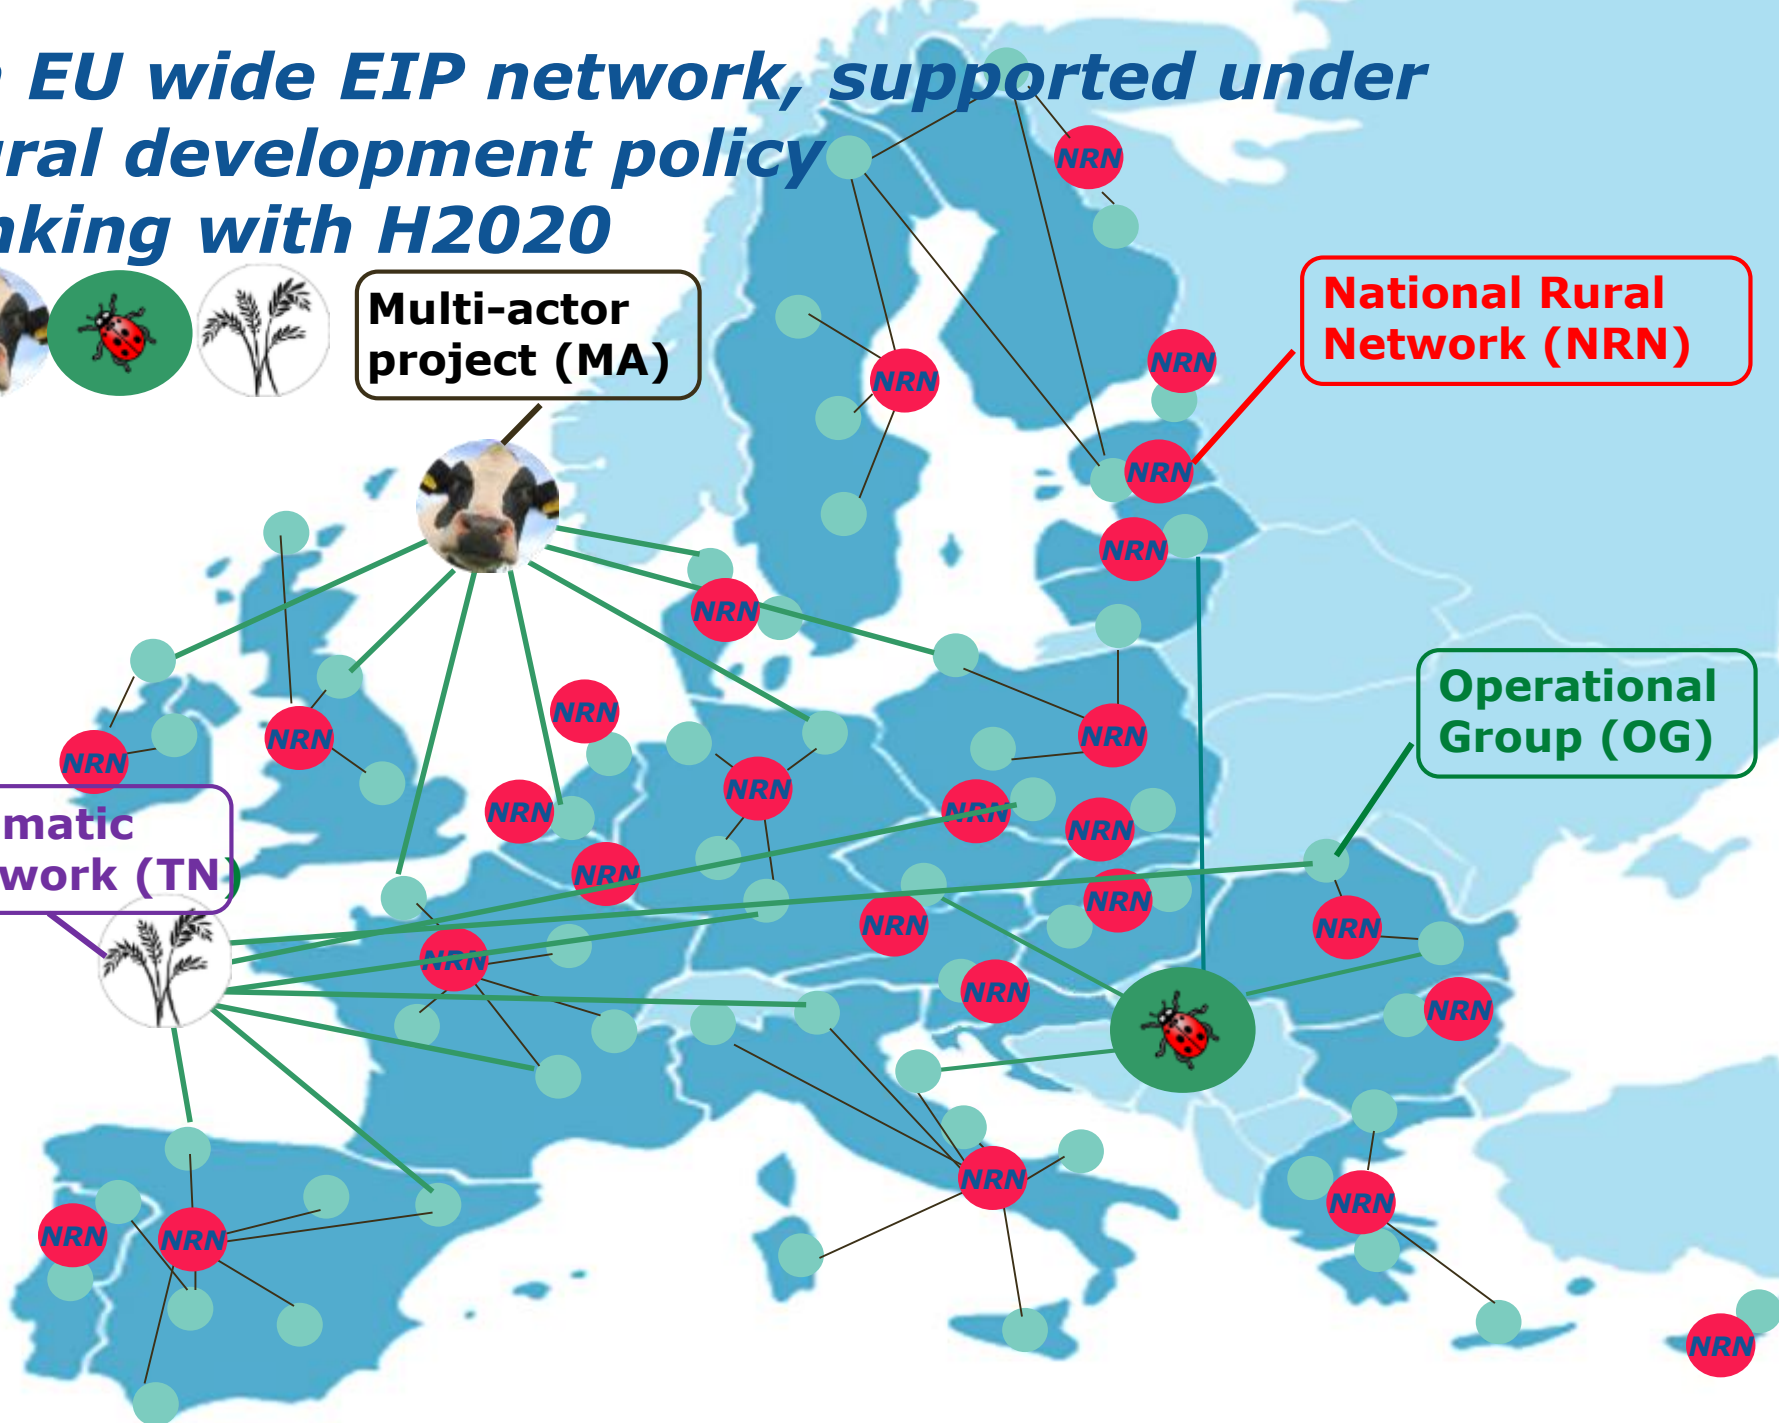 EU wide EIP network, supported under
ral development policy
nking with H2020
NRN
Multi-actor
project (MA)
National Rural
Network (NRN)
NRN
NRN
NRN
NRN
NRN
Operational
Group (OG)
NRN
NRN
NRN
NRN
NRN
NRN
NRN
NRN
matic
work (TN)
NRN
NRN
NRN
NRN
NRN
NRN
NRN
NRN
NRN
NRN
NRN
NRN